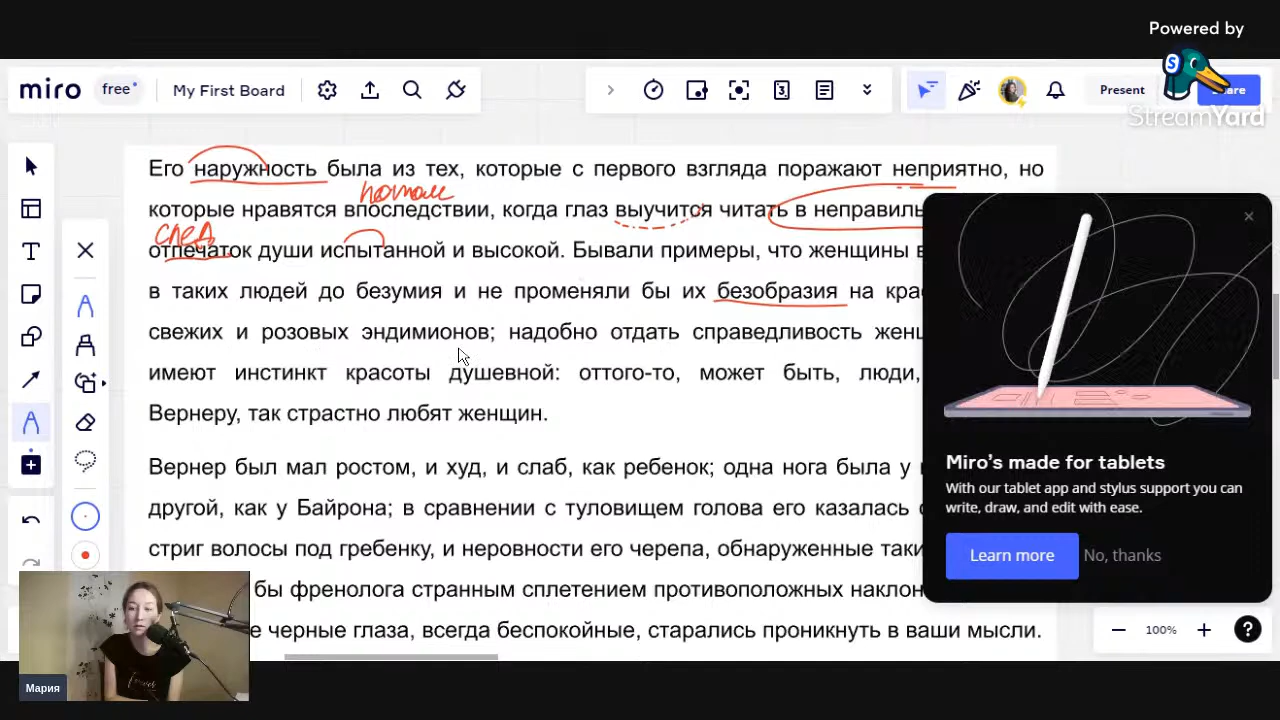 Powered by
miro free My First Board 3 Present Share
StreamYard
Его наружность была из тех, которые с первого взгляда поражают неприятно, но
потом
которые нравятся впоследствии, когда глаз выучится читать в неправиль
след
отпечаток души испытанной и высокой. Бывали примеры, что женщины
в таких людей до безумия и не променяли бы их безобразия на
свежих и розовых эндимионов; надобно отдать справедливость
имеют инстинкт красоты душевной: оттого-то, может быть, люди,
Вернеру, так страстно любят женщин.
Вернер был мал ростом, и худ, и слаб, как ребенок; одна нога была у
другой, как у Байрона; в сравнении с туловищем голова его казалась
стриг волосы под гребенку, и неровности его черепа, обнаруженные
бы френолога странным сплетением противоположных
е черные глаза, всегда беспокойные, старались проникнуть в ваши мысли.
Miro's made for tablets
With our tablet app and stylus support you can
write, draw, and edit with ease.
Learn more No, thanks
100% ?
Мария